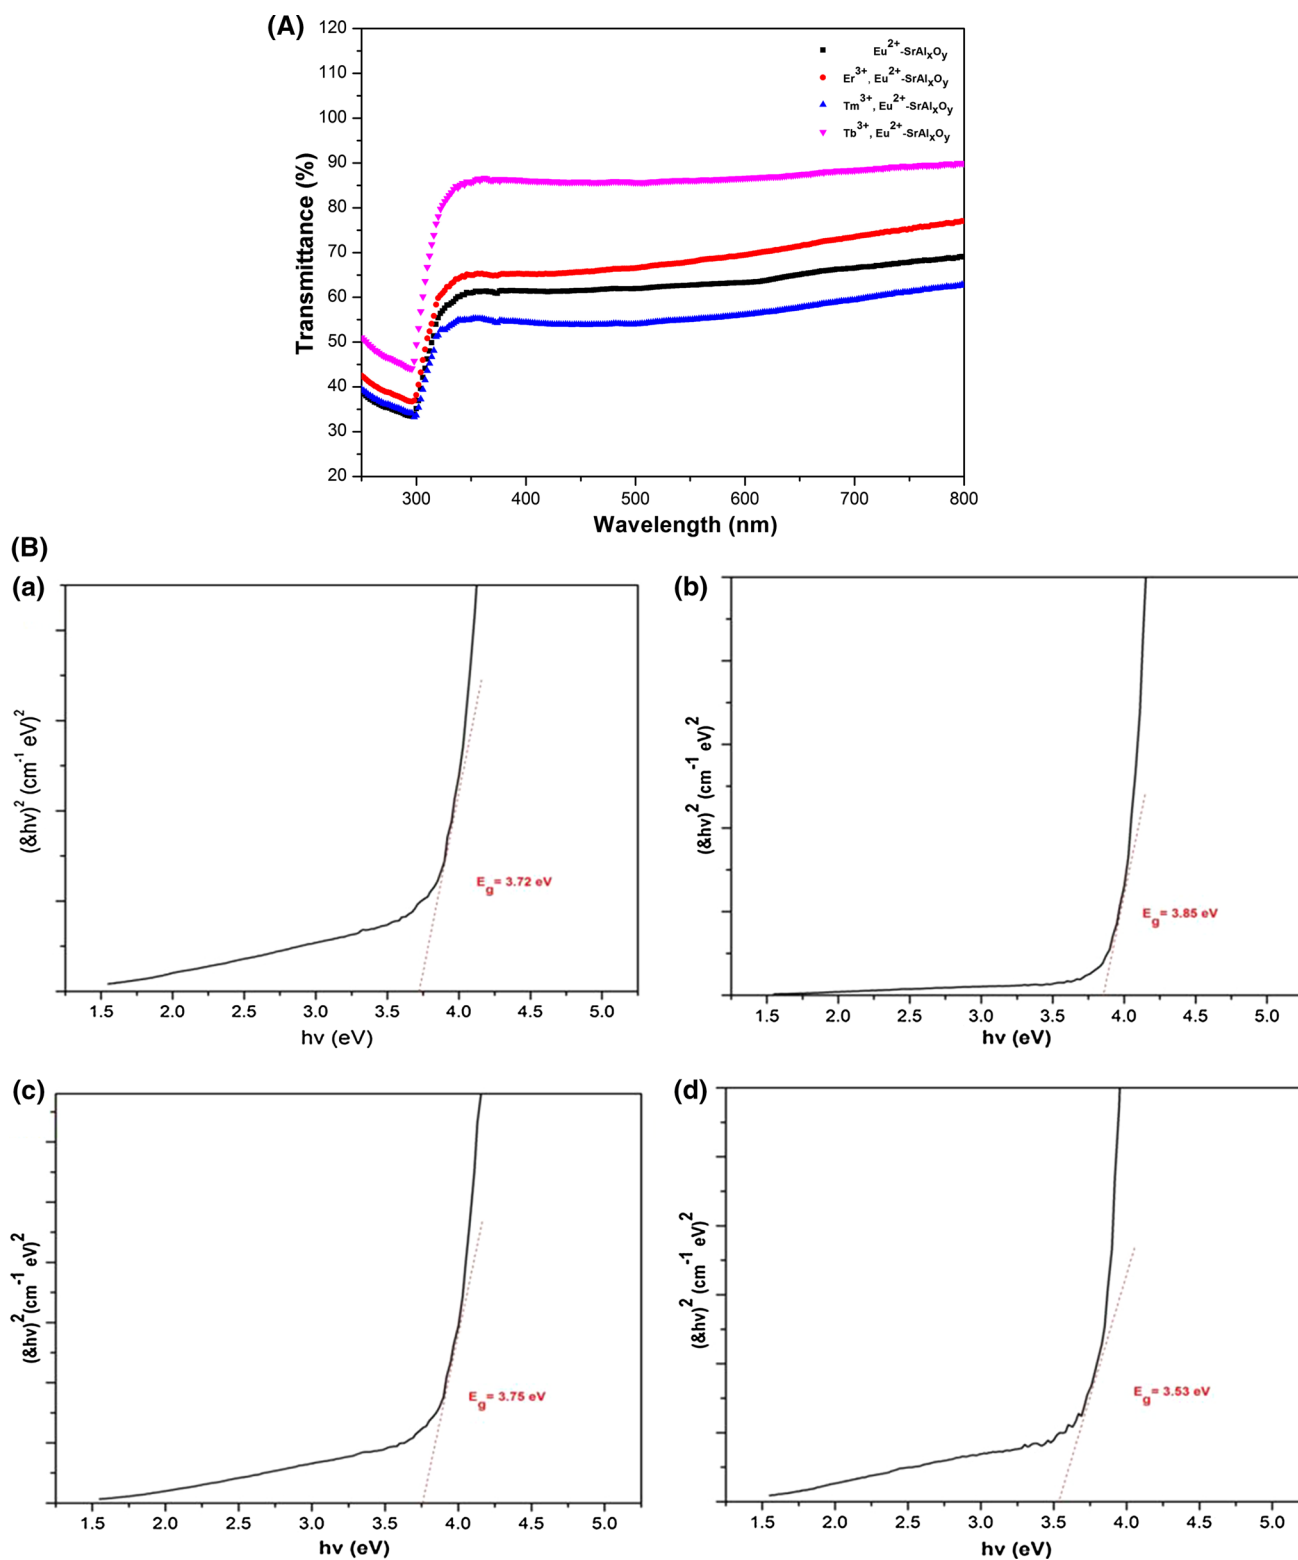 (A)
120
110
100
90
80
70
60
50
40
30
20
Transmittance (%)
Eu2+-SrAlxOy
Er3+, Eu2+-SrAlxOy
Tm3+, Eu2+-SrAlxOy
Tb3+, Eu2+-SrAlxOy
300 400 500 600 700 800
Wavelength (nm)
(B)
(a)
(&hv)2 (cm-1 eV)2
Eg= 3.72 eV
1.5 2.0 2.5 3.0 3.5 4.0 4.5 5.0
hv (eV)
(b)
(&hv)2 (cm-1 eV)2
Eg= 3.85 eV
1.5 2.0 2.5 3.0 3.5 4.0 4.5 5.0
hv (eV)
(c)
(&hv)2 (cm-1 eV)2
Eg= 3.75 eV
1.5 2.0 2.5 3.0 3.5 4.0 4.5 5.0
hv (eV)
(d)
(&hv)2 (cm-1 eV)2
Eg= 3.53 eV
1.5 2.0 2.5 3.0 3.5 4.0 4.5 5.0
hv (eV)